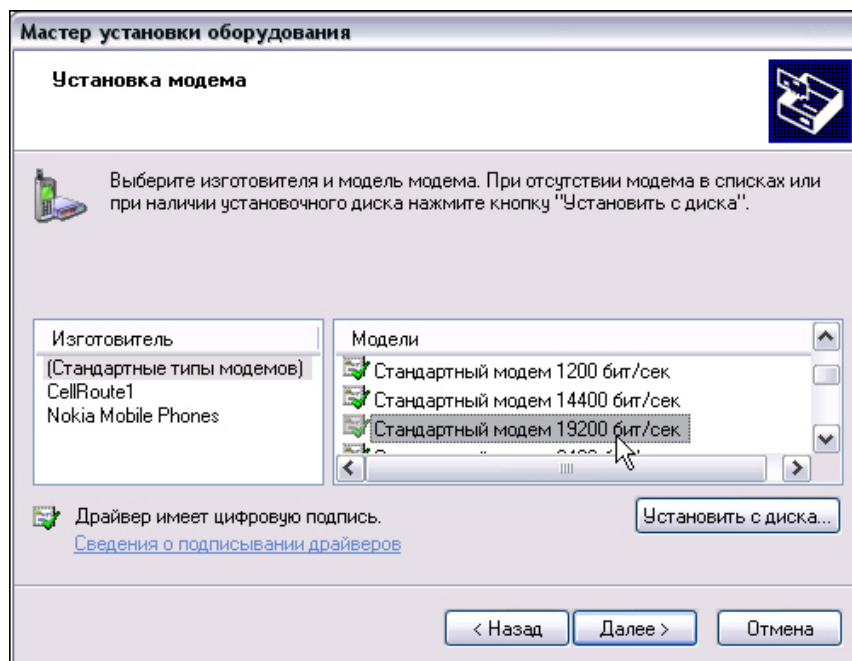 Мастер установки оборудования
Установка модема
Выберите изготовителя и модель модема. При отсутствии модема в списках или
при наличии установочного диска нажмите кнопку "Установить с диска".
Изготовитель
(Стандартные типы модемов)
CellRoute1
Nokia Mobile Phones
Модели
Стандартный модем 1200 бит/сек
Стандартный модем 14400 бит/сек
Стандартный модем 19200 бит/сек
Драйвер имеет цифровую подпись.
Установить с диска...
Сведения о подписывании драйверов
< Назад
Далее >
Отмена